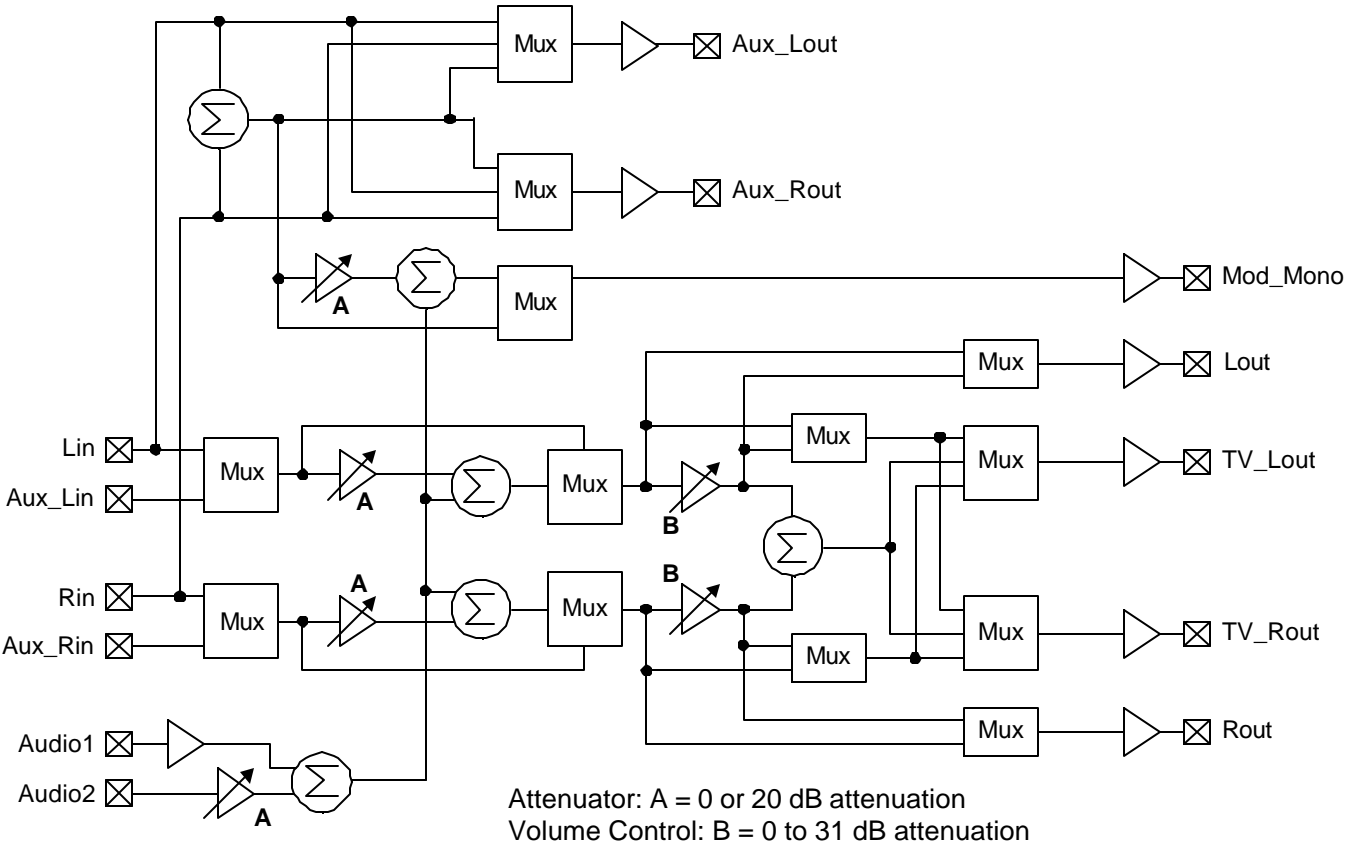 Mux
Aux_Lout
Σ
Mux
Aux_Rout
A
Σ
Mux
Mod_Mono
Mux
Lout
Lin
Aux_Lin
Mux
A
Σ
Mux
B
Mux
Mux
TV_Lout
Σ
Rin
Aux_Rin
Mux
A
Σ
Mux
B
Mux
Mux
TV_Rout
Mux
Rout
Audio1
Audio2
A
Σ
Attenuator: A = 0 or 20 dB attenuation
Volume Control: B = 0 to 31 dB attenuation